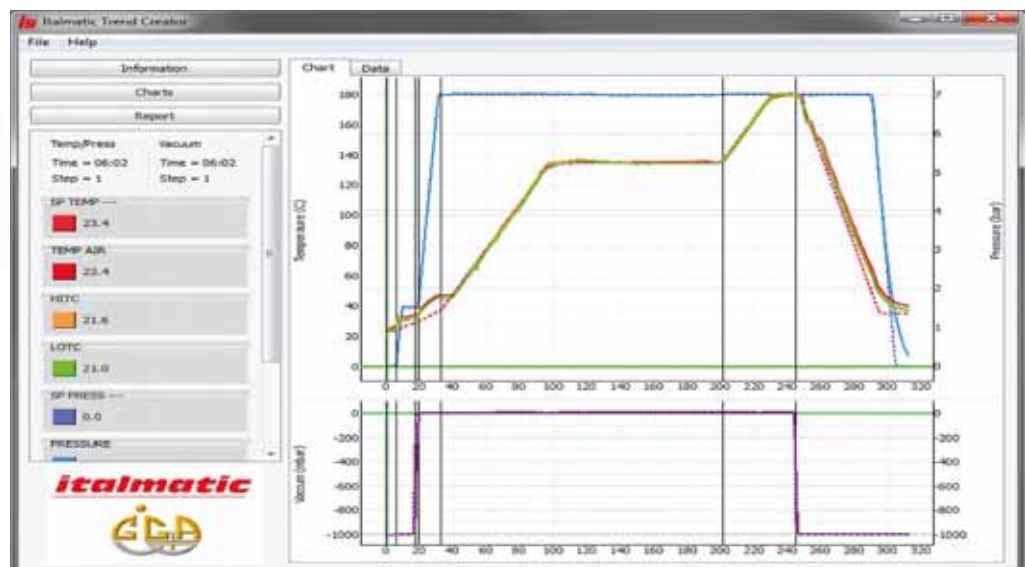 Italmatic Trend Creator
File Help
Information
Charts
Report
Temp/Press Vacuum
Time = 06:02 Time = 06:02
Step = 1 Step = 1
SP TEMP ---
23.4
TEMP AIR
23.4
HITC
21.6
LOTC
21.0
SP PRESS ---
0.0
PRESSURE
italmatic
GGA
Chart Data
Temperature (C)
180
160
140
120
100
80
60
40
20
0
Pressure (bar)
7
6
5
4
3
2
1
0
0 20 40 60 80 100 120 140 160 180 200 220 240 260 280 300 320
Vacuum (mbar)
0
-200
-400
-600
-800
-1000
0
-200
-400
-600
-800
-1000
0 20 40 60 80 100 120 140 160 180 200 220 240 260 280 300 320